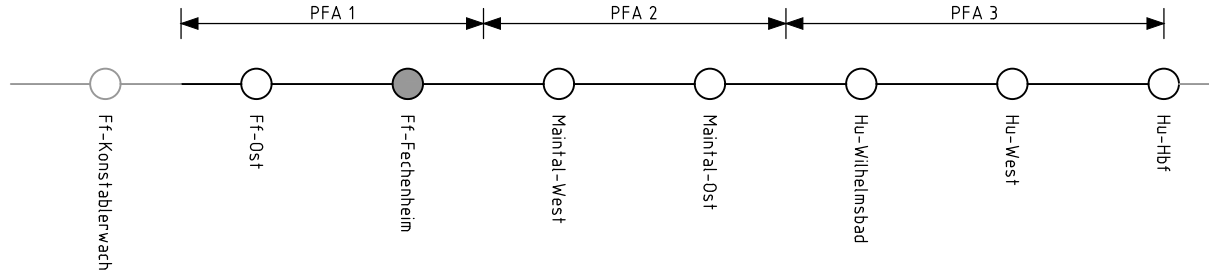 PFA 1
PFA 2
PFA 3
Ff-Konstablerwach
Ff-Ost
Ff-Fechenheim
Maintal-West
Maintal-Ost
Hu-Wilhelmsbad
Hu-West
Hu-Hbf